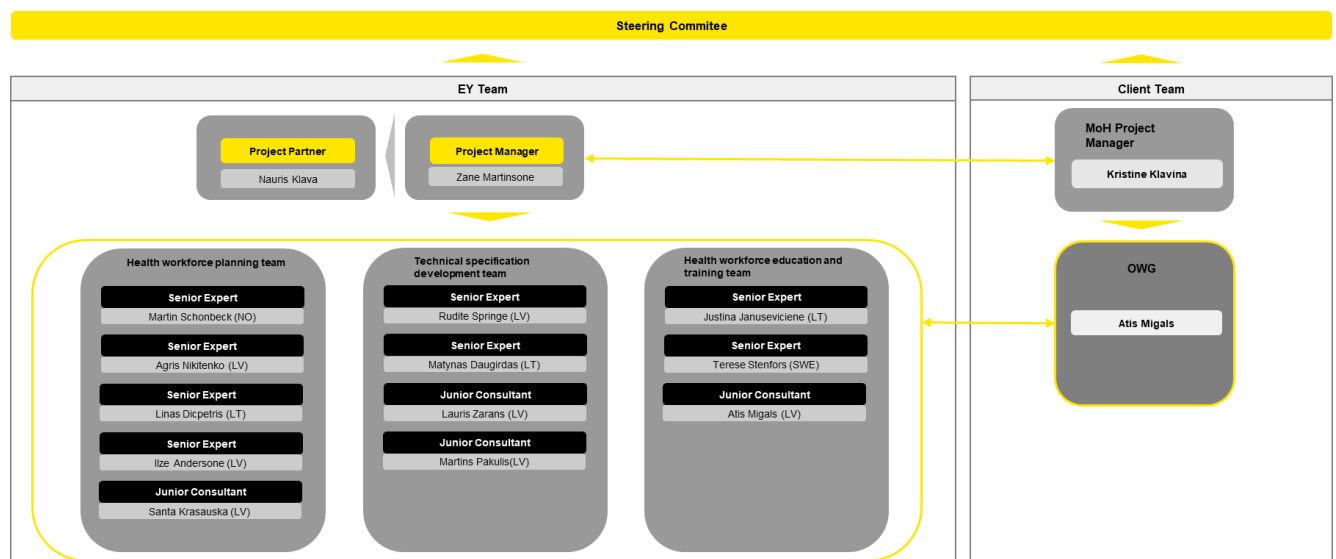 Steering Commitee
EY Team
Client Team
Project Partner
Nauris Klava
Project Manager
Zane Martinsone
MoH Project
Manager
Kristine Klavina
Health workforce planning team
Senior Expert
Martin Schonbeck (NO)
Senior Expert
Agris Nikitenko (LV)
Senior Expert
Linas Dicpetris (LT)
Senior Expert
Ilze Andersone (LV)
Junior Consultant
Santa Krasauska (LV)
Technical specification
development team
Senior Expert
Rudite Springe (LV)
Senior Expert
Matynas Daugirdas (LT)
Junior Consultant
Lauris Zarans (LV)
Junior Consultant
Martins Pakulis(LV)
Health workforce education and
training team
Senior Expert
Justina Januseviciene (LT)
Senior Expert
Terese Stenfors (SWE)
Junior Consultant
Atis Migals (LV)
OWG
Atis Migals